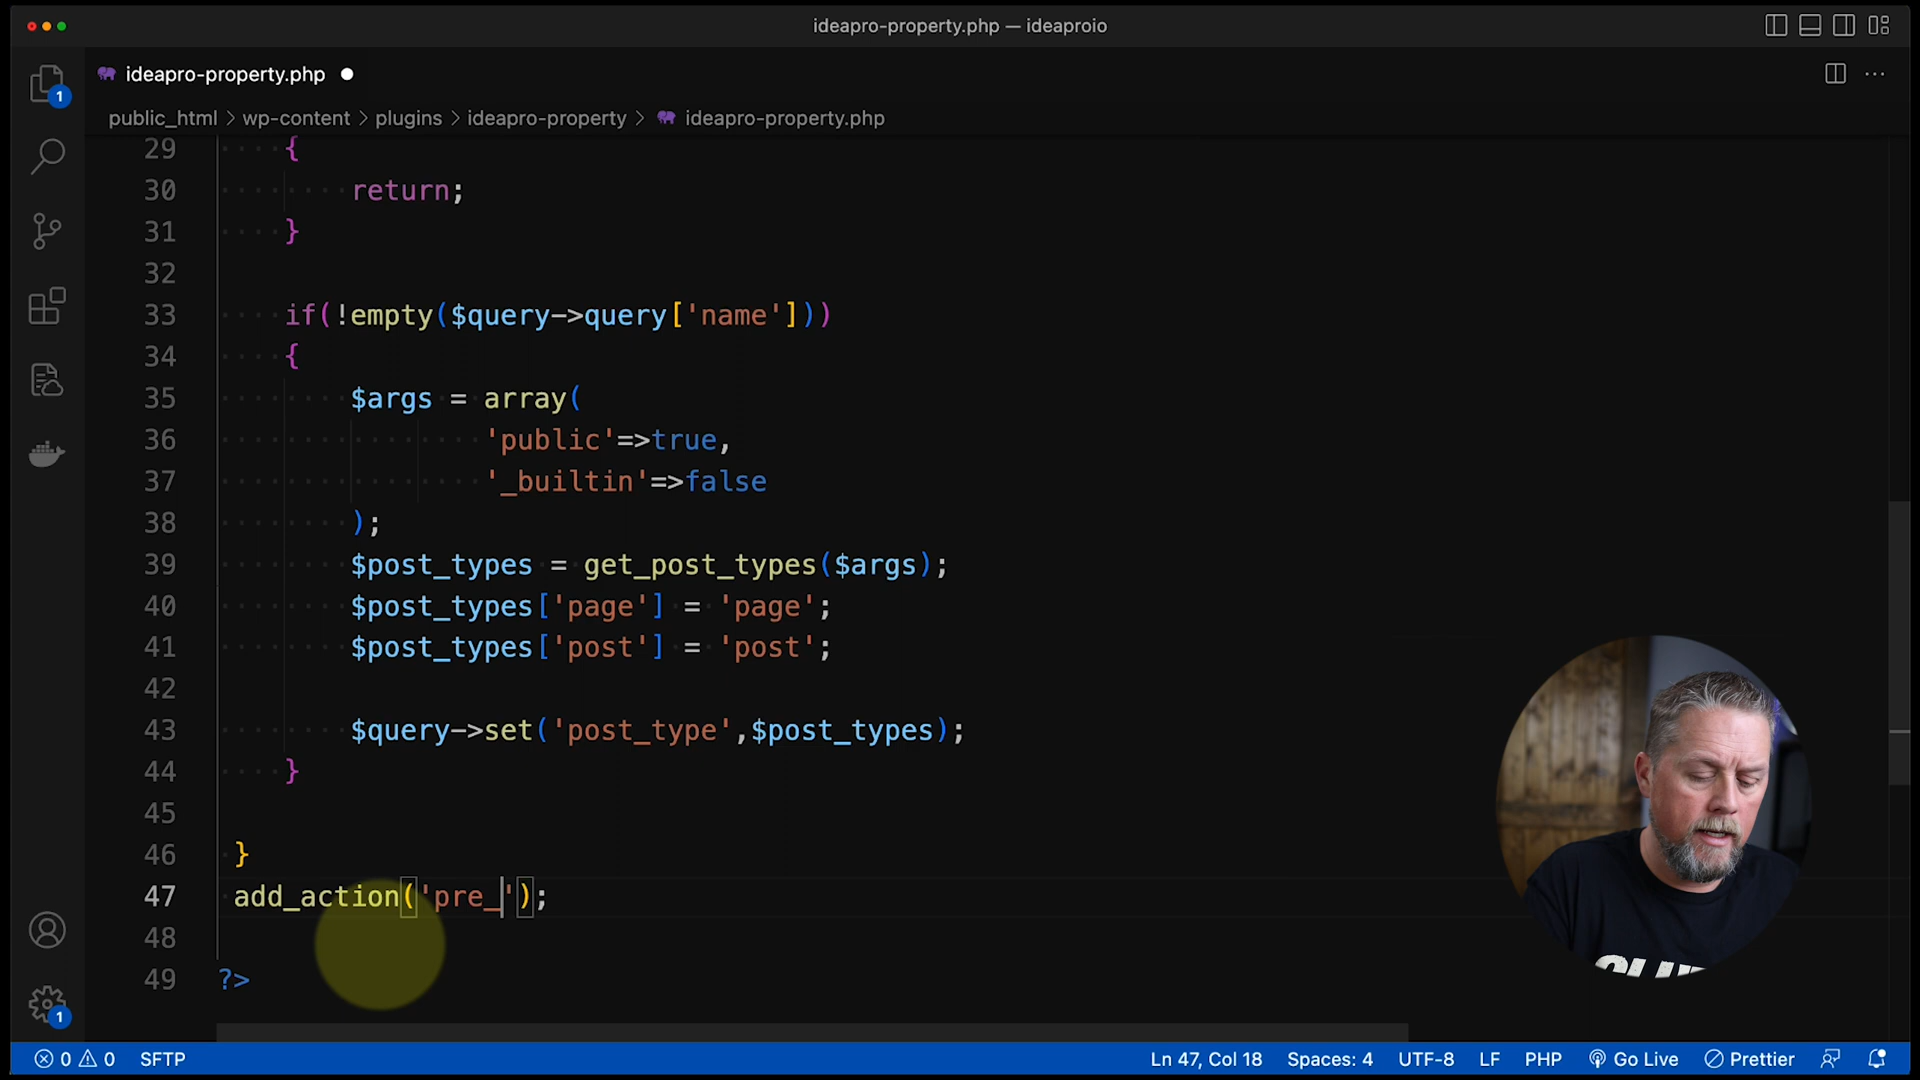 ideapro-property.php — ideaproio
ideapro-property.php
public_html > wp-content > plugins > ideapro-property > ideapro-property.php
29 {
30 return;
31 }
32
33 if(!empty($query->query['name']))
34 {
35 $args = array(
36 'public'=>true,
37 '_builtin'=>false
38 );
39 $post_types = get_post_types($args);
40 $post_types['page'] = 'page';
41 $post_types['post'] = 'post';
42
43 $query->set('post_type',$post_types);
44 }
45
46 }
47 add_action('pre_');
48
49 ?>
1
1
0 0 SFTP Ln 47, Col 18 Spaces: 4 UTF-8 LF PHP Go Live Prettier